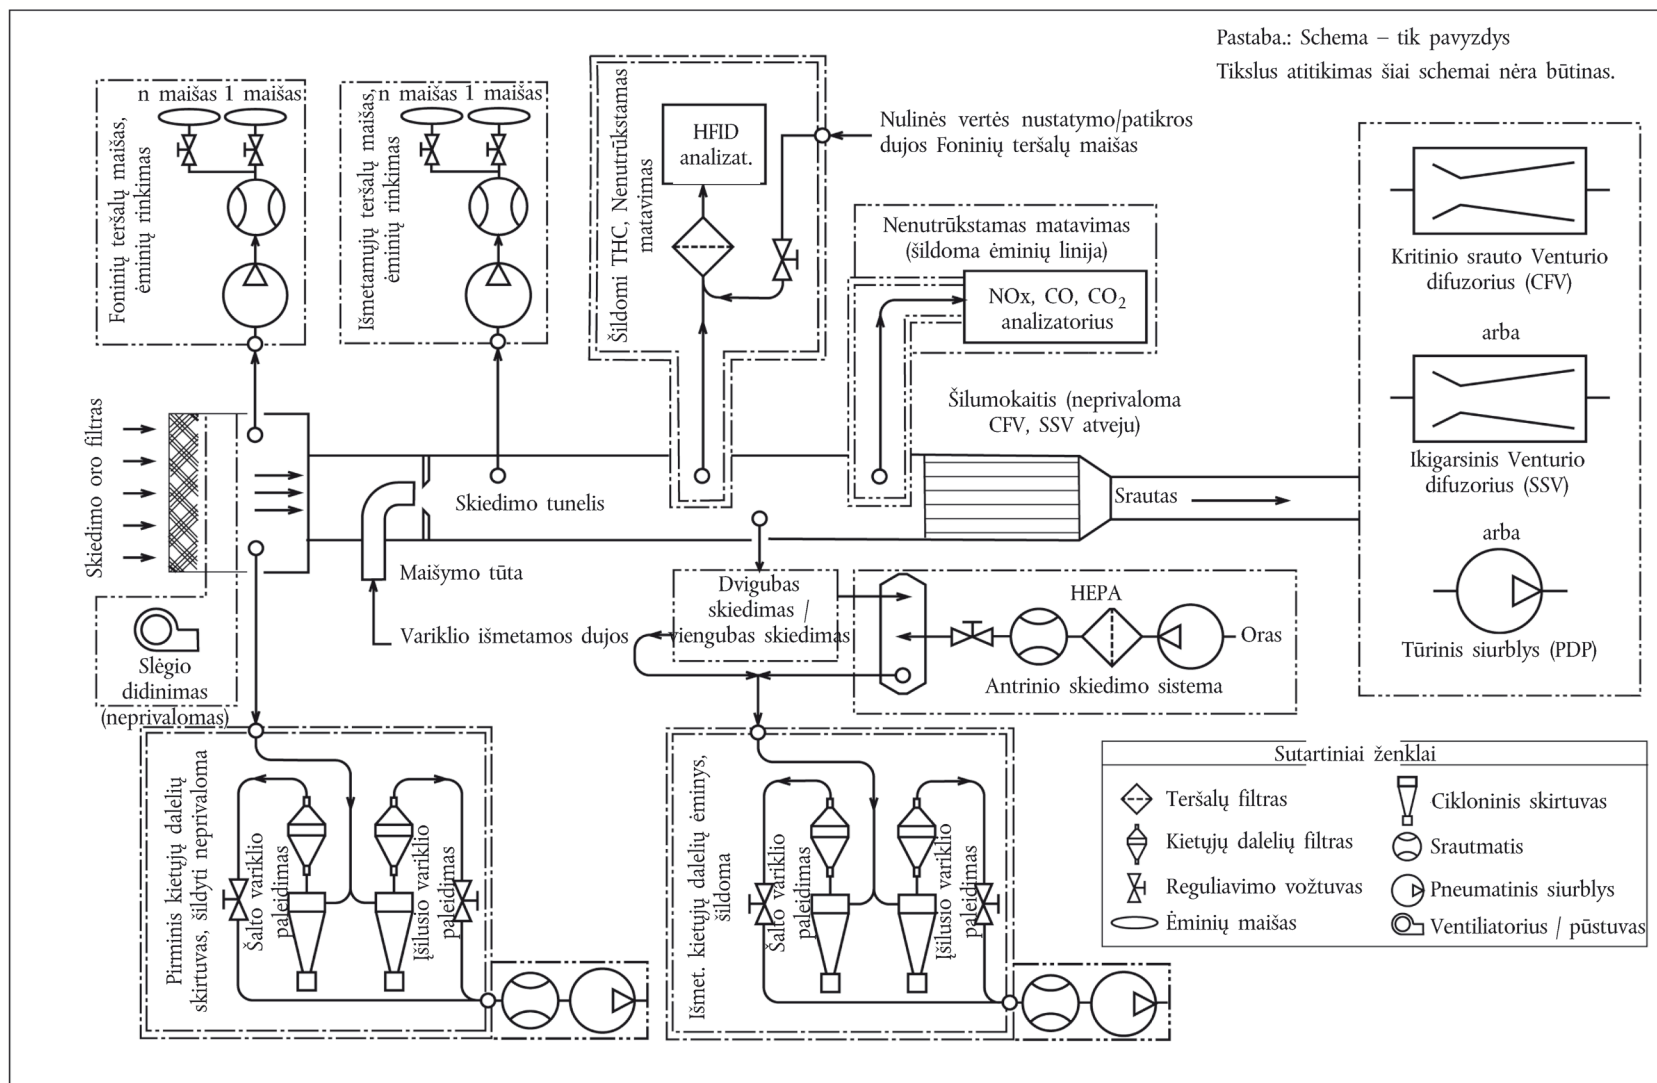 Pastaba.: Schema – tik pavyzdys
Tikslus atitikimas šiai schemai nėra būtinas.
n maišas 1 maišas
Foninių teršalų maišas,
ėminių rinkimas
n maišas 1 maišas
Išmetamųjų teršalų maišas,
ėminių rinkimas
Šildomi THC, Nenutrūkstamas
matavimas
HFID
analizat.
Nulinės vertės nustatymo/patikros
dujos Foninių teršalų maišas
Nenutrūkstamas matavimas
(šildoma ėminių linija)
NOx, CO, CO₂
analizatorius
Kritinio srauto Venturio
difuzorius (CFV)
arba
Ikigarsinis Venturio
difuzorius (SSV)
arba
Tūrinis siurblys (PDP)
Šilumokaitis (neprivaloma
CFV, SSV atveju)
Skiedimo oro filtras
Skiedimo tunelis
Srautas
Maišymo tūta
Variklio išmetamos dujos
Dvigubas
skiedimas /
viengubas skiedimas
HEPA
Oras
Antrinio skiedimo sistema
Slėgio
didinimas
(neprivalomas)
Pirminis kietųjų dalelių
skirtuvas, šildyti neprivaloma
Šalto variklio
paleidimas
Įšilusio variklio
paleidimas
Išmet. kietųjų dalelių ėminys,
šildoma
Šalto variklio
paleidimas
Įšilusio variklio
paleidimas
Sutartiniai ženklai
Teršalų filtras
Kietųjų dalelių filtras
Reguliavimo vožtuvas
Ėminių maišas
Cikloninis skirtuvas
Srautmatis
Pneumatinis siurblys
Ventiliatorius / pūstuvas